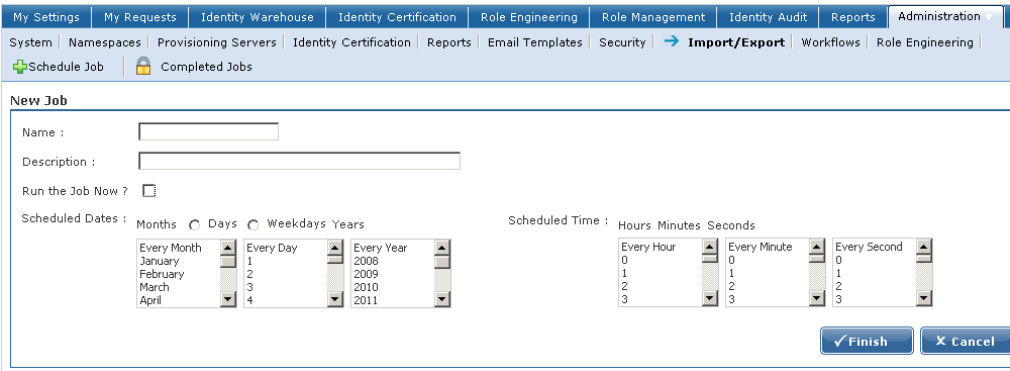 My Settings My Requests Identity Warehouse Identity Certification Role Engineering Role Management Identity Audit Reports Administration
System Namespaces Provisioning Servers Identity Certification Reports Email Templates Security Import/Export Workflows Role Engineering
Schedule Job Completed Jobs
New Job
Name :
Description :
Run the Job Now ?
Scheduled Dates : Months Days Weekdays Years Scheduled Time : Hours Minutes Seconds
Every Month Every Day Every Year Every Hour Every Minute Every Second
January 1 2008 0 0 0
February 2 2009 1 1 1
March 3 2010 2 2 2
April 4 2011 3 3 3
Finish X Cancel